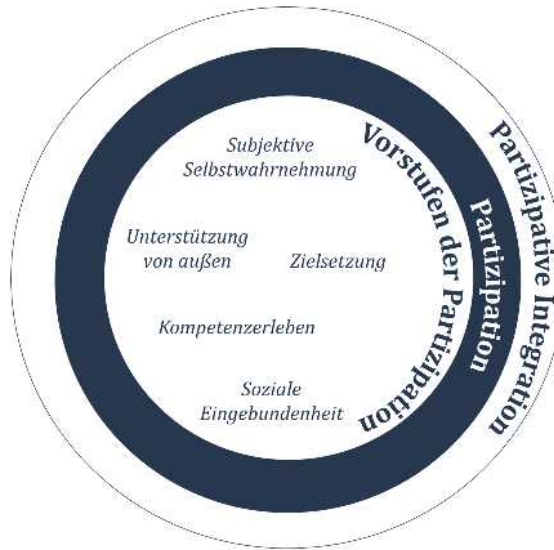 Subjektive
Selbstwahrnehmung
Unterstützung
von außen
Zielsetzung
Kompetenzerleben
Soziale
Eingebundenheit
Vorstufen der Partizipation
Partizipation
Partizipative Integration